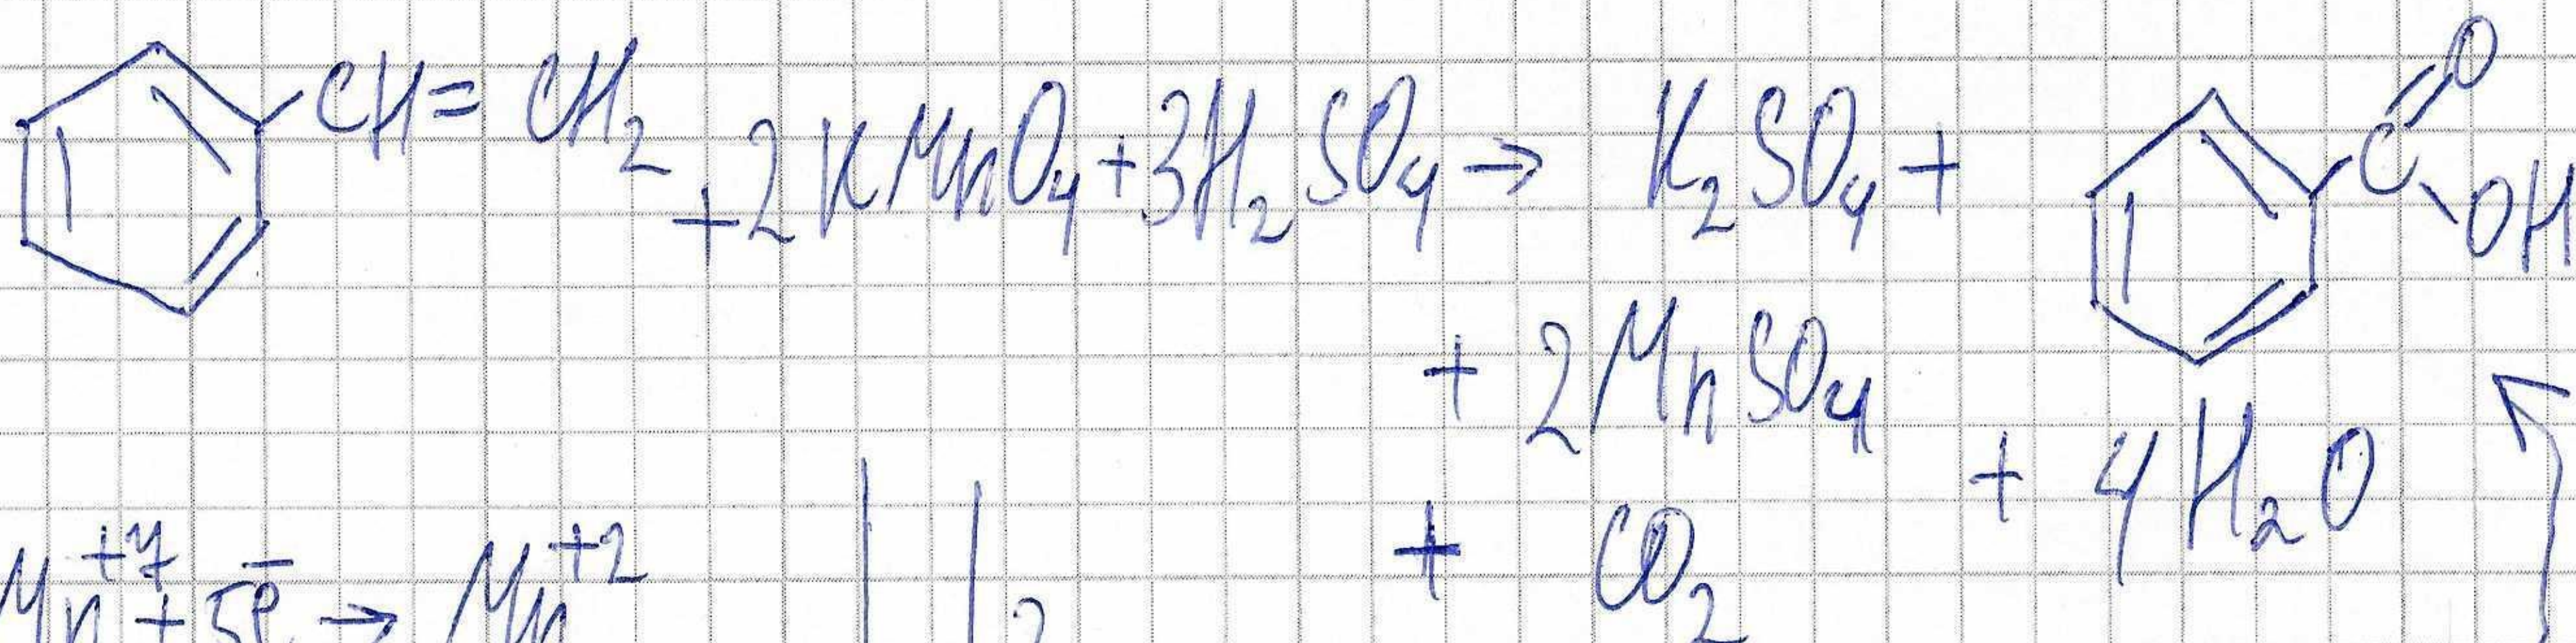 CH=CH₂ +2KMnO₄+3H₂SO₄→ K₂SO₄+ C O OH
+ 2MnSO₄
+ CO₂ + 4H₂O
Mn⁺⁷+5e̅→ Mn⁺² | | 2